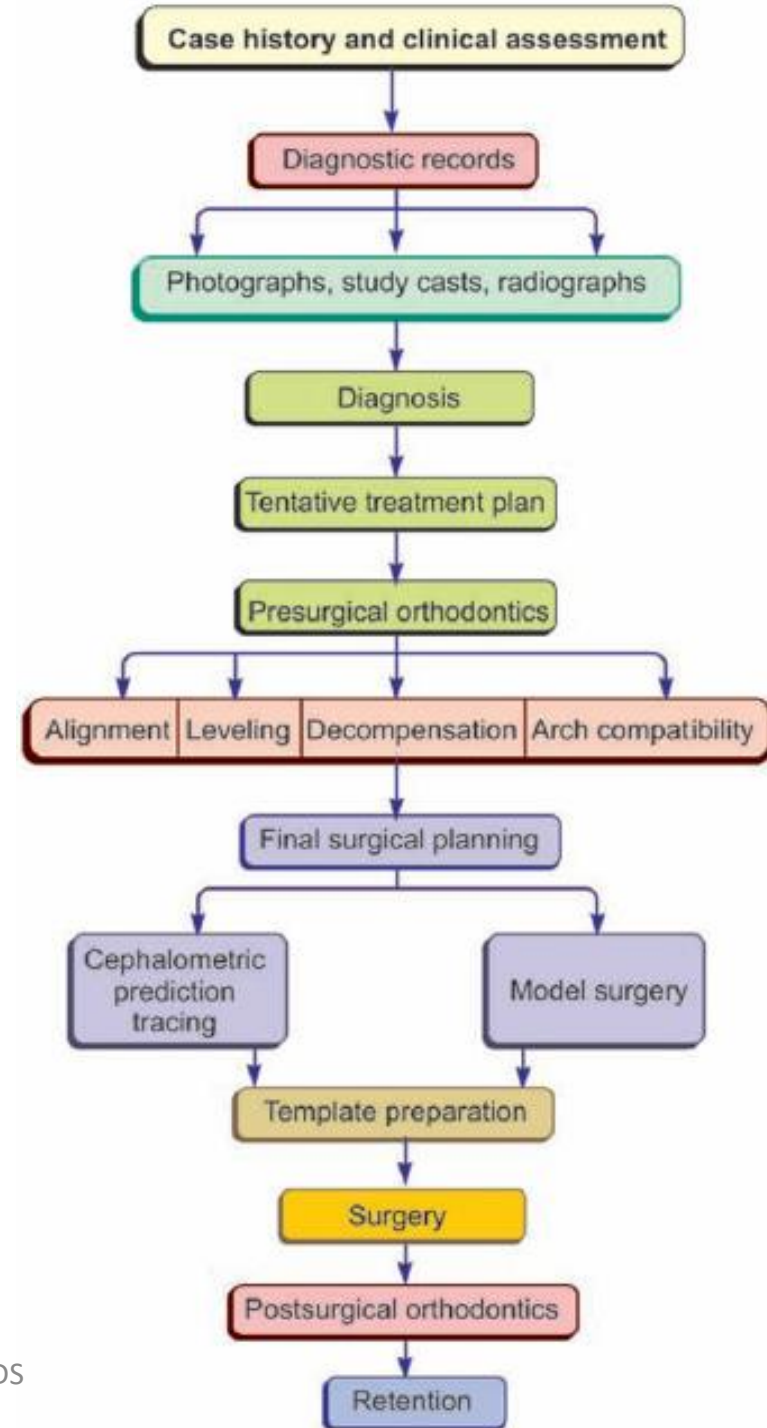 Case history and clinical assessment
Diagnostic records
Photographs, study casts, radiographs
Diagnosis
Tentative treatment plan
Presurgical orthodontics
Alignment Leveling Decompensation Arch compatibility
Final surgical planning
Cephalometric
prediction
tracing
Model surgery
Template preparation
Surgery
Postsurgical orthodontics
DS
Retention